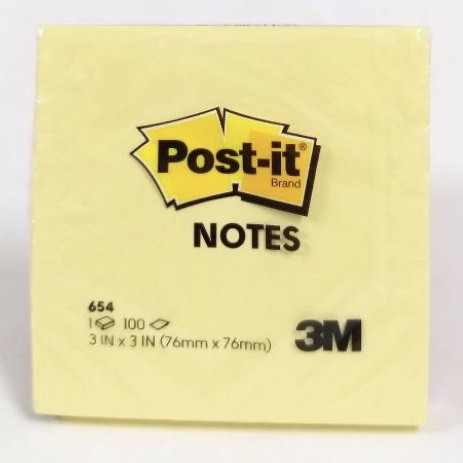 Post-it®
Brand
NOTES
654
1 100
3 IN x 3 IN (76mm x 76mm)
3M